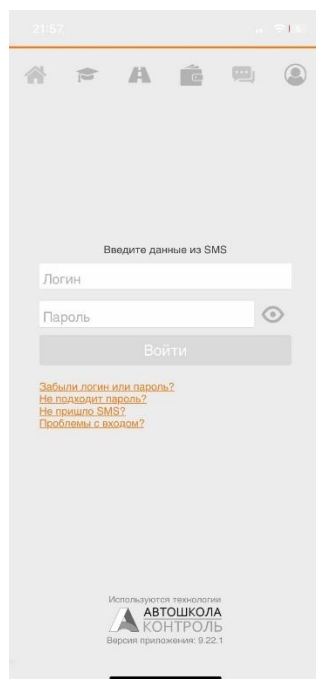 21:57
Введите данные из SMS
Логин
Пароль
Войти
Забыли логин или пароль?
Не подходит пароль?
Не пришло SMS?
Проблемы с входом?
Используются технологии
АВТОШКОЛА
КОНТРОЛЬ
Версия приложения: 9.22.1